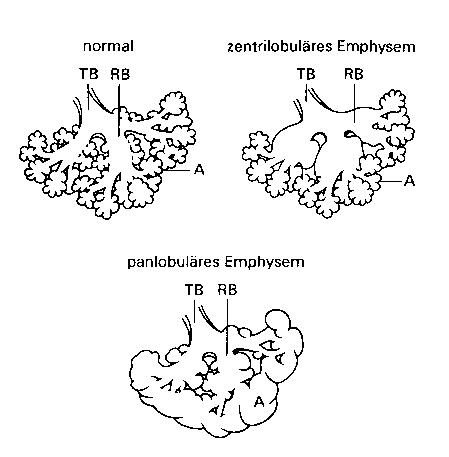 normal
TB RB
A
zentrilobuläres Emphysem
TB RB
A
panlobuläres Emphysem
TB RB
A